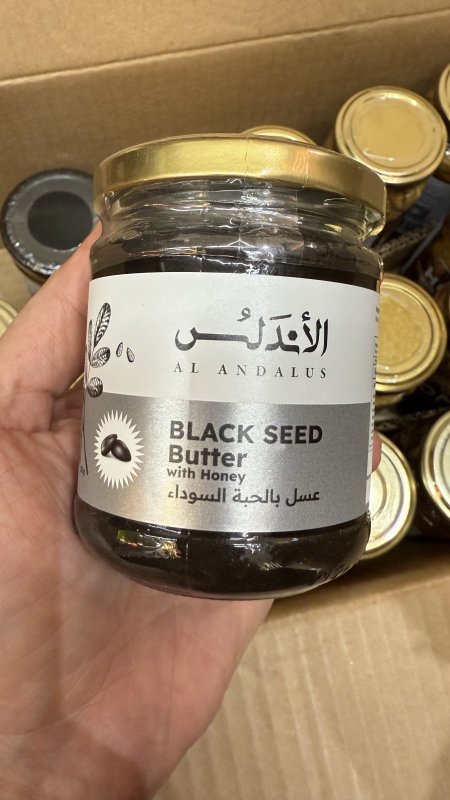 الأندلس
AL ANDALUS
BLACK SEED
Butter
with Honey
عسل بالحبة السوداء